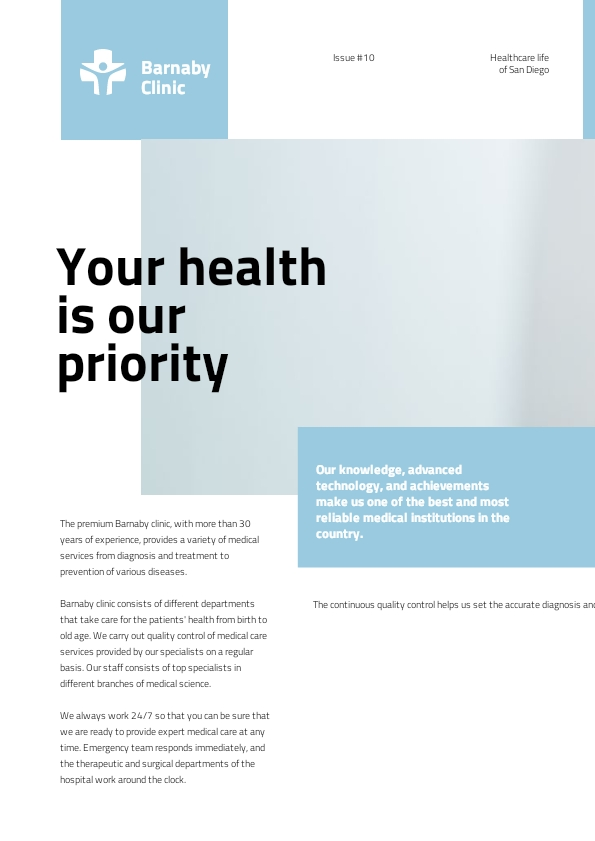 Barnaby
Clinic
Issue #10
Healthcare life
of San Diego
Your health
is our
priority
Our knowledge, advanced
technology, and achievements
make us one of the best and most
reliable medical institutions in the
country.
The premium Barnaby clinic, with more than 30
years of experience, provides a variety of medical
services from diagnosis and treatment to
prevention of various diseases.
Barnaby clinic consists of different departments
that take care for the patients' health from birth to
old age. We carry out quality control of medical care
services provided by our specialists on a regular
basis. Our staff consists of top specialists in
different branches of medical science.
We always work 24/7 so that you can be sure that
we are ready to provide expert medical care at any
time. Emergency team responds immediately, and
the therapeutic and surgical departments of the
hospital work around the clock.
The continuous quality control helps us set the accurate diagnosis and